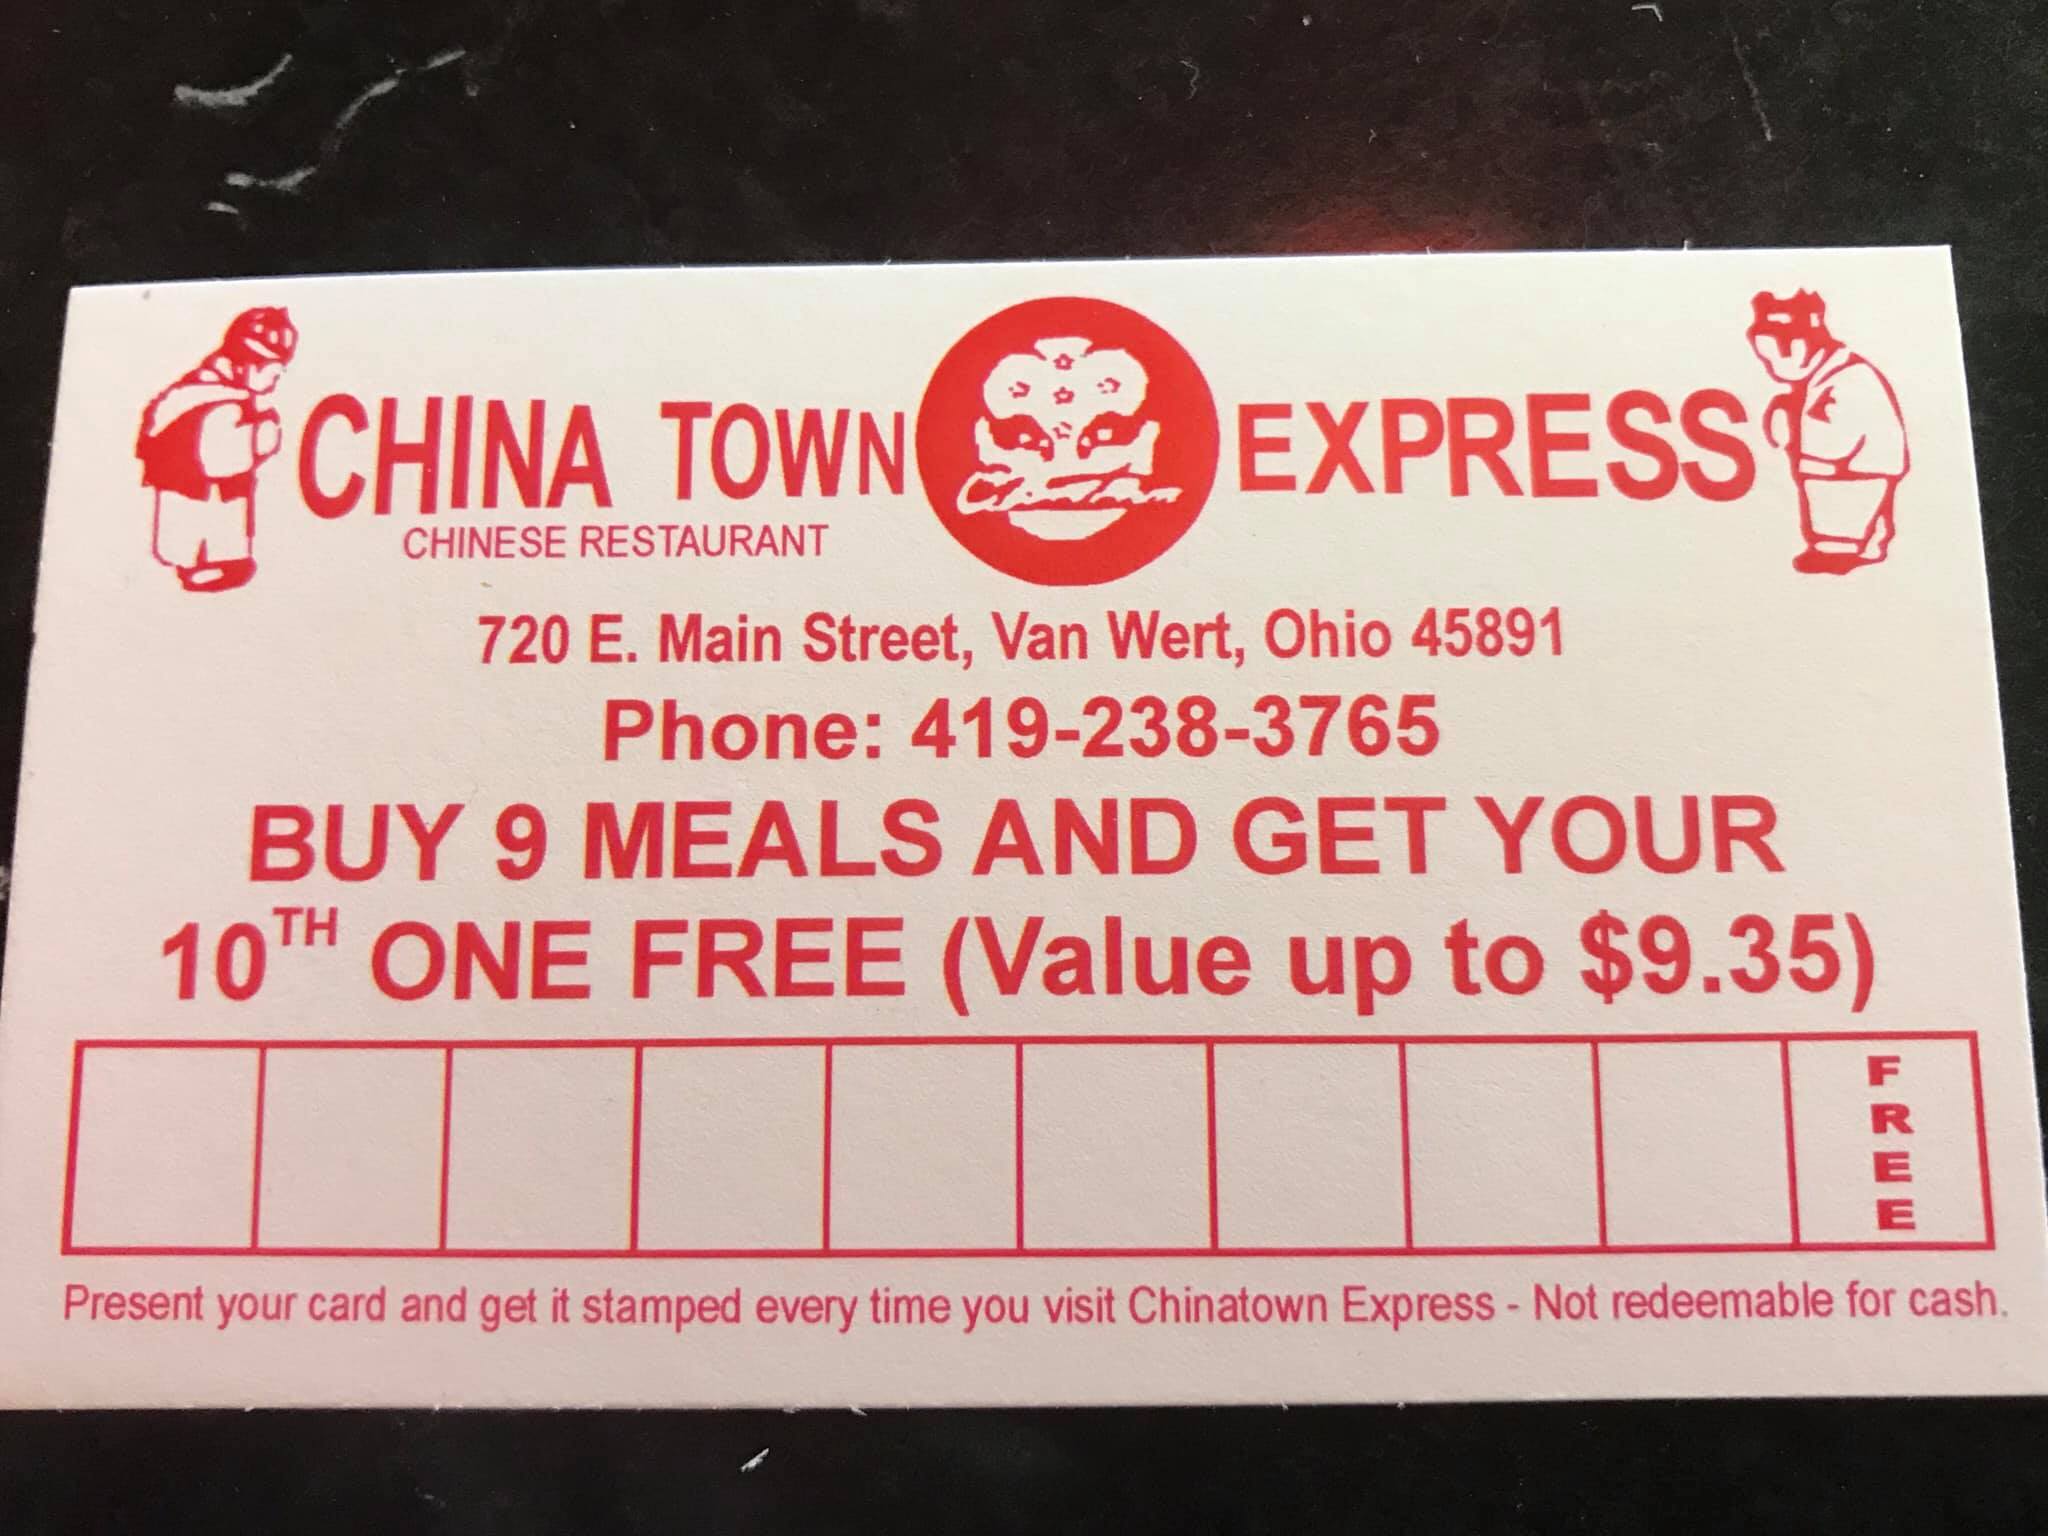 CHINA TOWN EXPRESS
CHINESE RESTAURANT
720 E. Main Street, Van Wert, Ohio 45891
Phone: 419-238-3765
BUY 9 MEALS AND GET YOUR
10TH ONE FREE (Value up to $9.35)
FREE
Present your card and get it stamped every time you visit Chinatown Express - Not redeemable for cash.